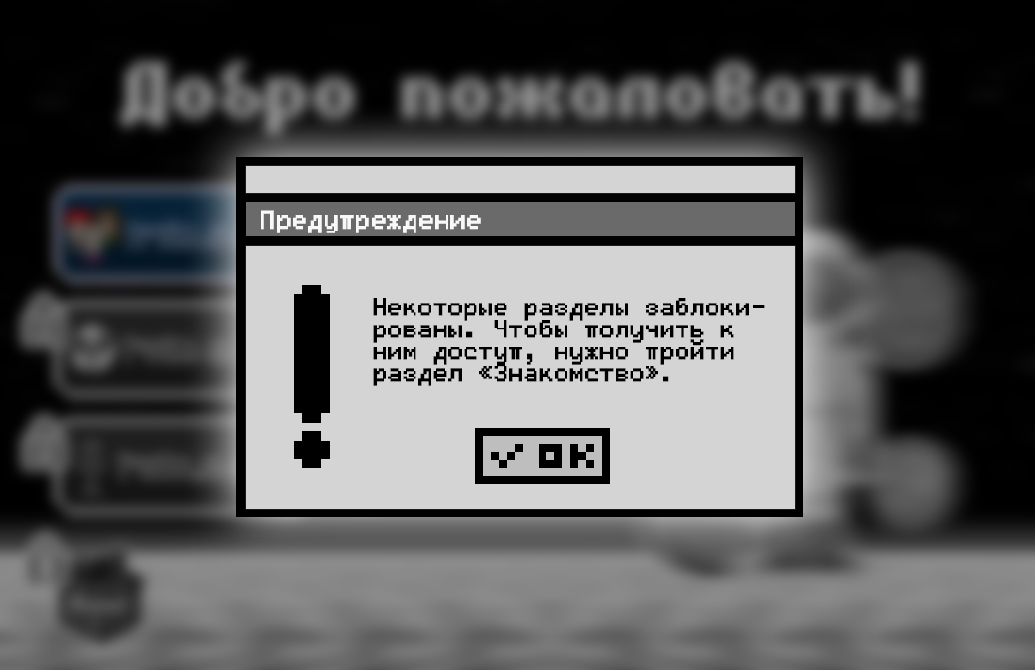 Добро пожаловать!
Предупреждение
Некоторые разделы заблоки-
рованы. Чтобы получить к
ним доступ, нужно пройти
раздел «Знакомство».
OK